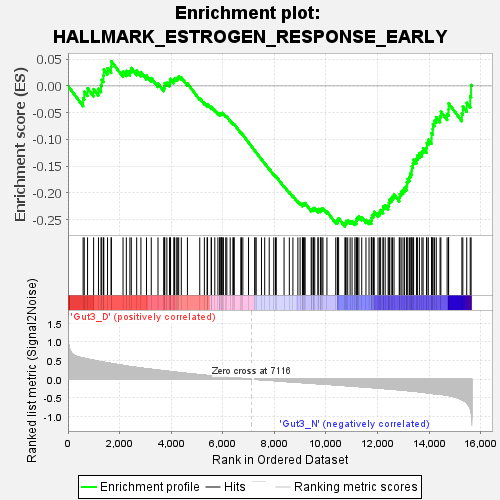 Enrichment plot:
HALLMARK_ESTROGEN_RESPONSE_EARLY
Enrichment score (ES)
0.05
0.00
-0.05
-0.10
-0.15
-0.20
-0.25
'Gut3_D' (positively correlated)
Ranked list metric (Signal2Noise)
1.5
1.0
0.5
0.0
-0.5
-1.0
Zero cross at 7116
'Gut3_N' (negatively correlated)
0 2,000 4,000 6,000 8,000 10,000 12,000 14,000 16,000
Rank in Ordered Dataset
Enrichment profile Hits Ranking metric scores